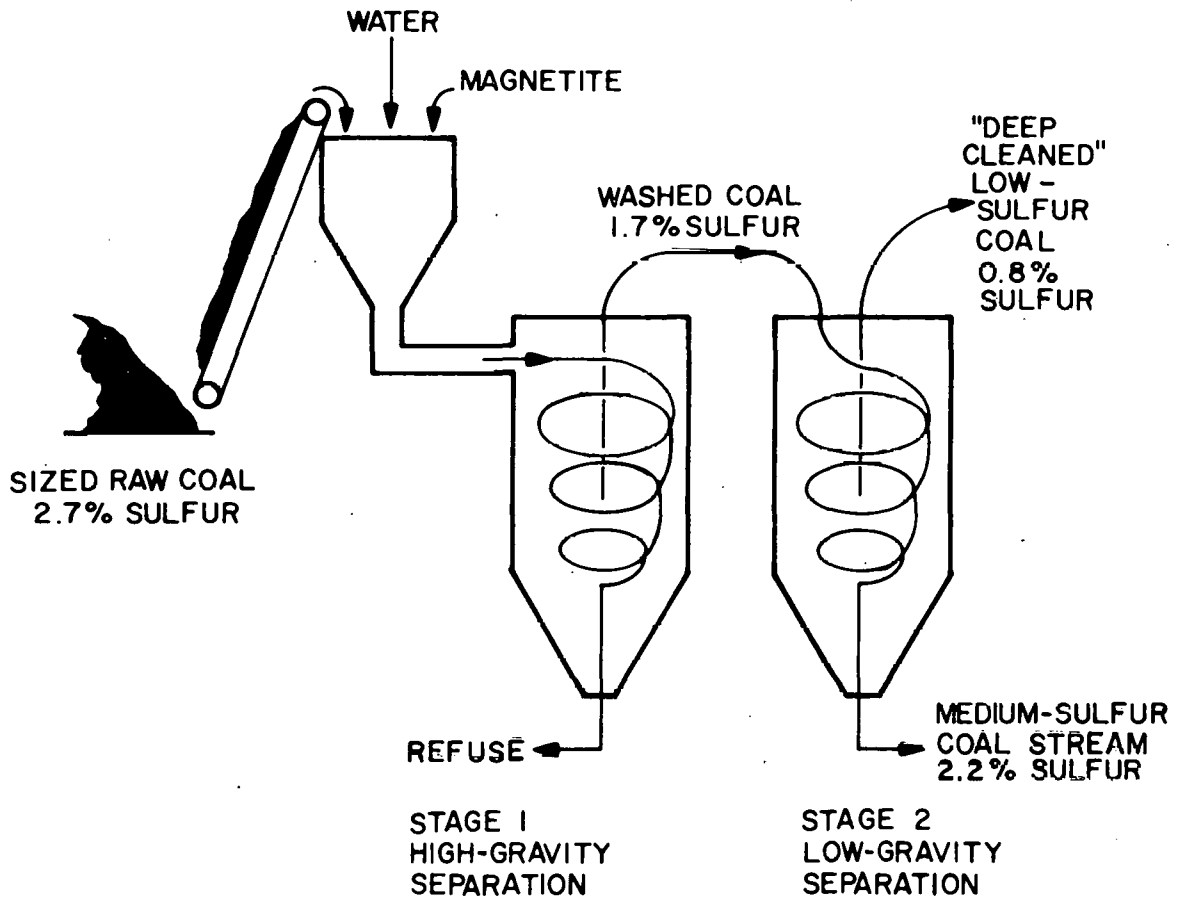 WATER
MAGNETITE
"DEEP
CLEANED"
LOW-
SULFUR
COAL
0.8%
SULFUR
WASHED COAL
1.7% SULFUR
SIZED RAW COAL
2.7% SULFUR
REFUSE
MEDIUM-SULFUR
COAL STREAM
2.2% SULFUR
STAGE 1
HIGH-GRAVITY
SEPARATION
STAGE 2
LOW-GRAVITY
SEPARATION